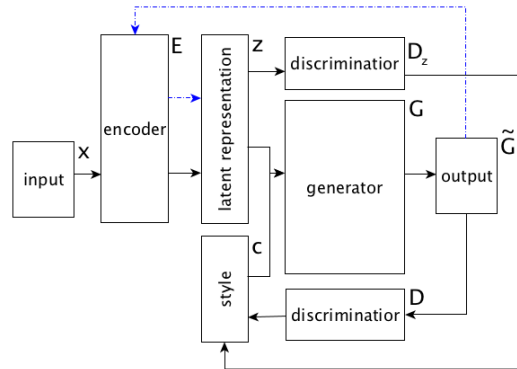 E
z
discriminatior
D_z
encoder
latent representation
G
x
input
generator
G̃
output
c
style
D
discriminatior